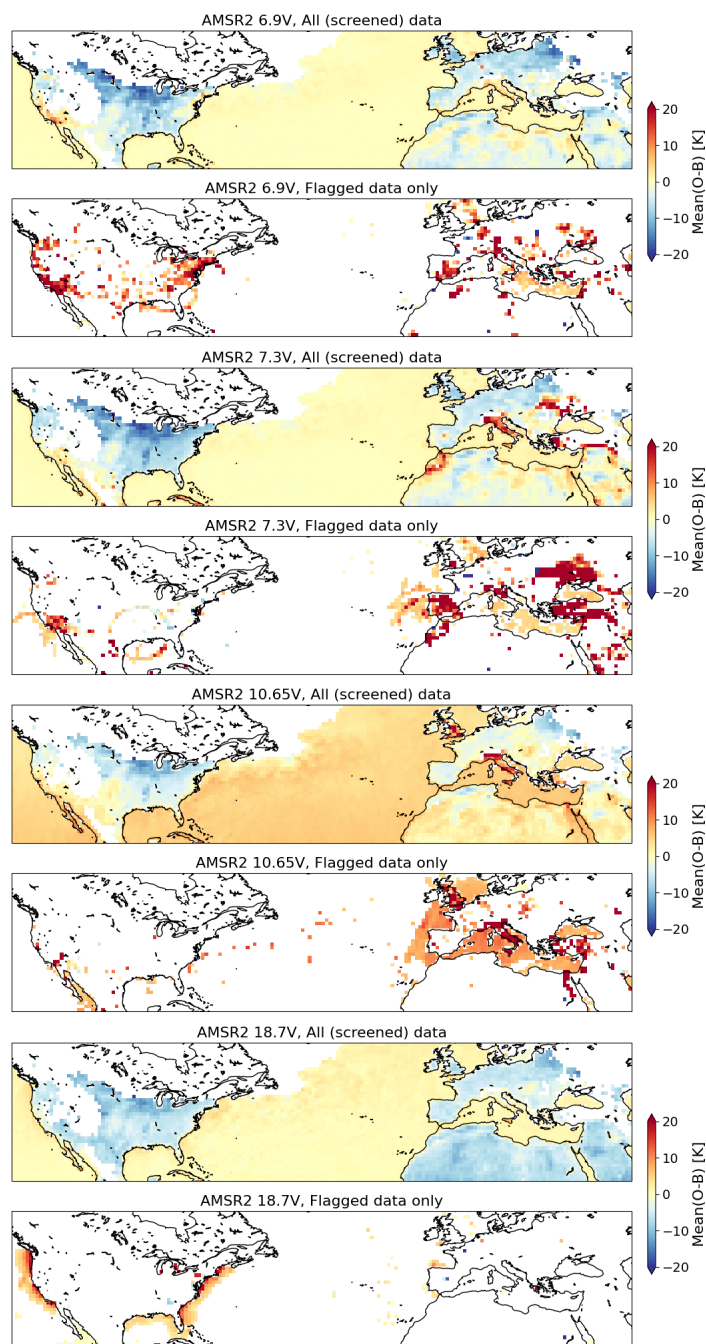 AMSR2 6.9V, All (screened) data
20
10
0
−10
−20
Mean(O-B) [K]
AMSR2 6.9V, Flagged data only
AMSR2 7.3V, All (screened) data
20
10
0
−10
−20
Mean(O-B) [K]
AMSR2 7.3V, Flagged data only
AMSR2 10.65V, All (screened) data
20
10
0
−10
−20
Mean(O-B) [K]
AMSR2 10.65V, Flagged data only
AMSR2 18.7V, All (screened) data
20
10
0
−10
−20
Mean(O-B) [K]
AMSR2 18.7V, Flagged data only